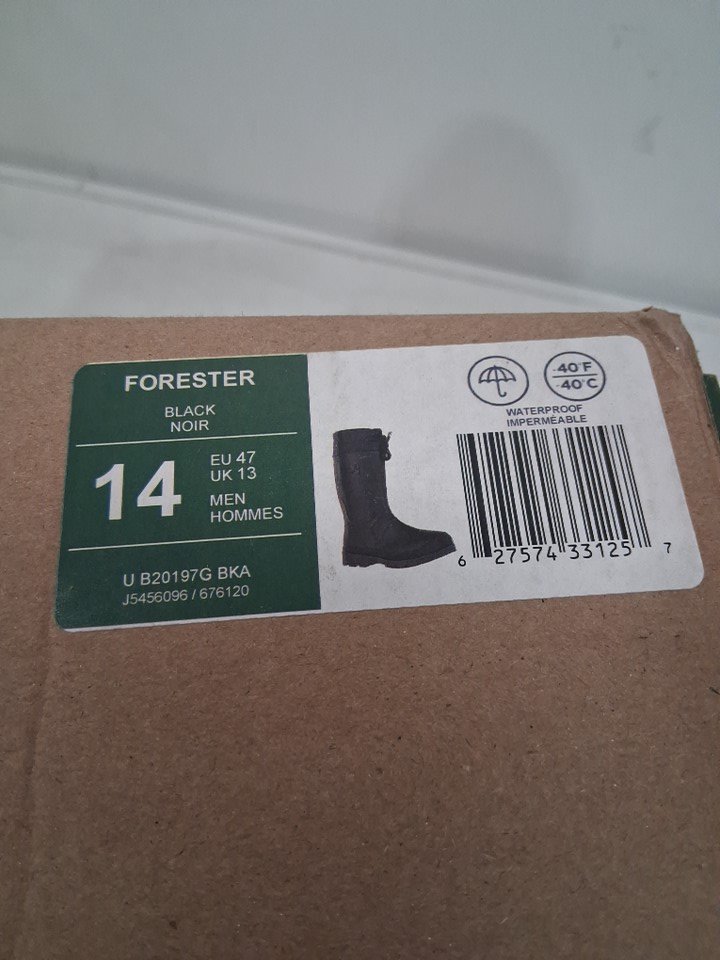 FORESTER
BLACK
NOIR
14
EU 47
UK 13
MEN
HOMMES
U B20197G BKA
J5456096 / 676120
-40°F
-40°C
WATERPROOF
IMPERMÉABLE
6 27574 33125 7